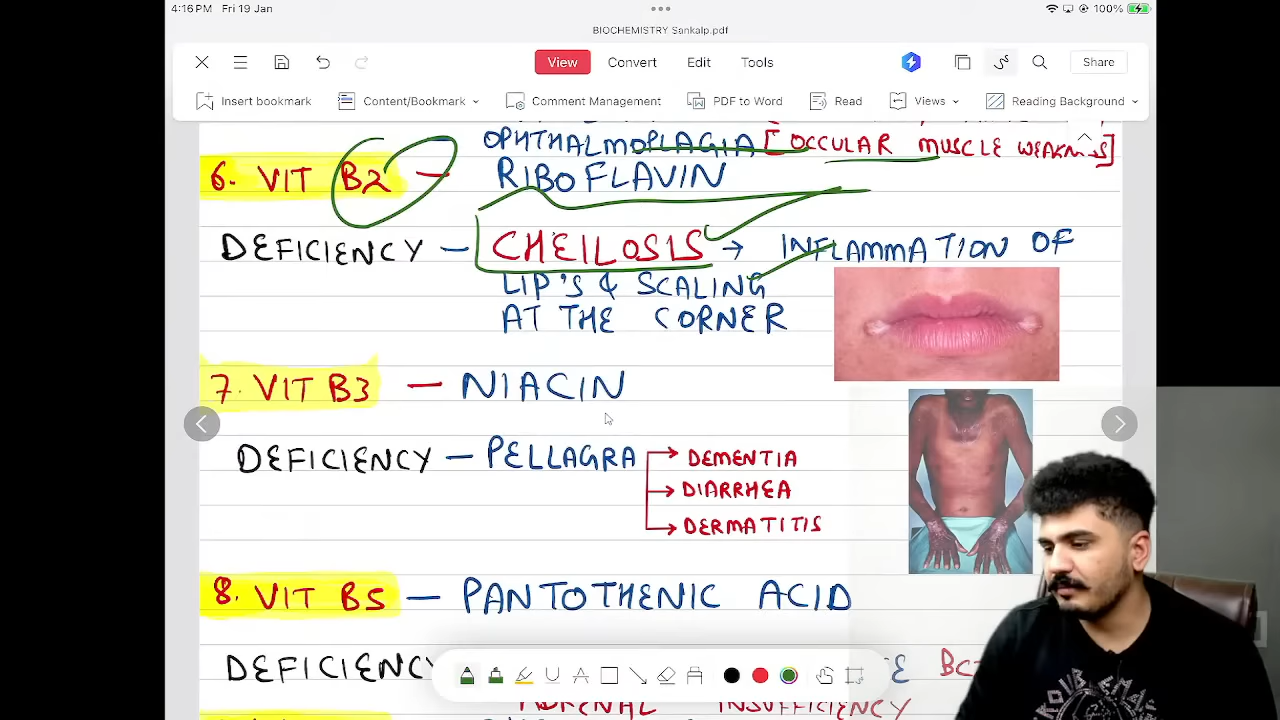 4:16 PM Fri 19 Jan
100%
BIOCHEMISTRY Sankalp.pdf
View Convert Edit Tools Share
Insert bookmark Content/Bookmark Comment Management PDF to Word Read Views Reading Background
OPHTHALMOPLAGIA [OCCULAR MUSCLE WEAKNESS]
6. VIT B2 — RIBOFLAVIN
DEFICIENCY — CHEILOSIS → INFLAMMATION OF
LIP'S & SCALING
AT THE CORNER
7. VIT B3 — NIACIN
DEFICIENCY — PELLAGRA → DEMENTIA
→ DIARRHEA
→ DERMATITIS
8. VIT B5 — PANTOTHENIC ACID
DEFICIENCY
ADRENAL INSUFFICIENCY